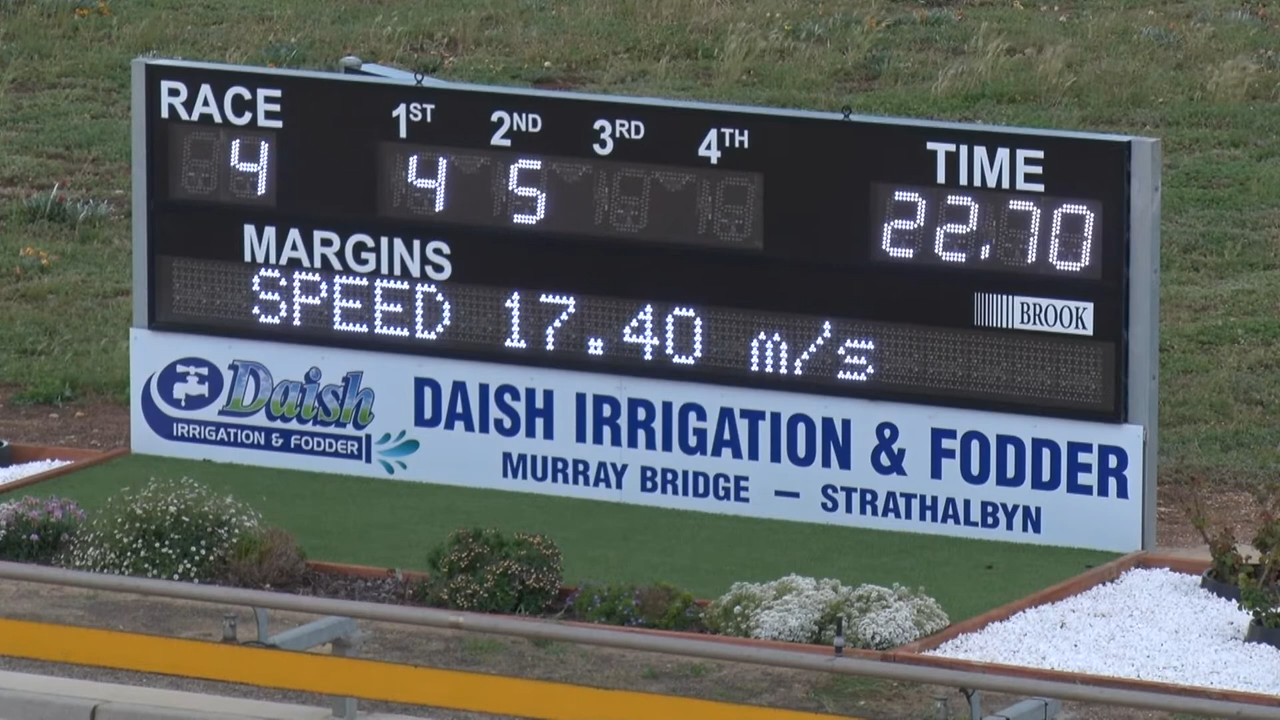 RACE 1ST 2ND 3RD 4TH TIME
4 4 5 22.70
MARGINS
BROOK
SPEED 17.40 m/s
Daish
IRRIGATION & FODDER
DAISH IRRIGATION & FODDER
MURRAY BRIDGE – STRATHALBYN